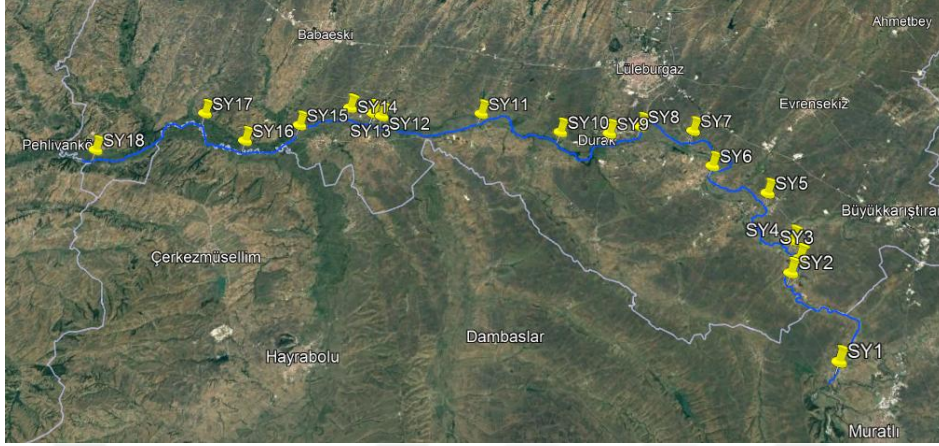 Ahmetbey
Babaeski
Lüleburgaz
Evrensekiz
SY17
SY14
SY11
SY15
SY13
SY12
SY10
SY9
SY8
SY7
Durak
SY16
SY18
Pehlivankö
SY6
SY5
Büyükkarıştıran
SY4
SY3
SY2
Çerkezmüsellim
Hayrabolu
Dambaslar
SY1
Muratlı